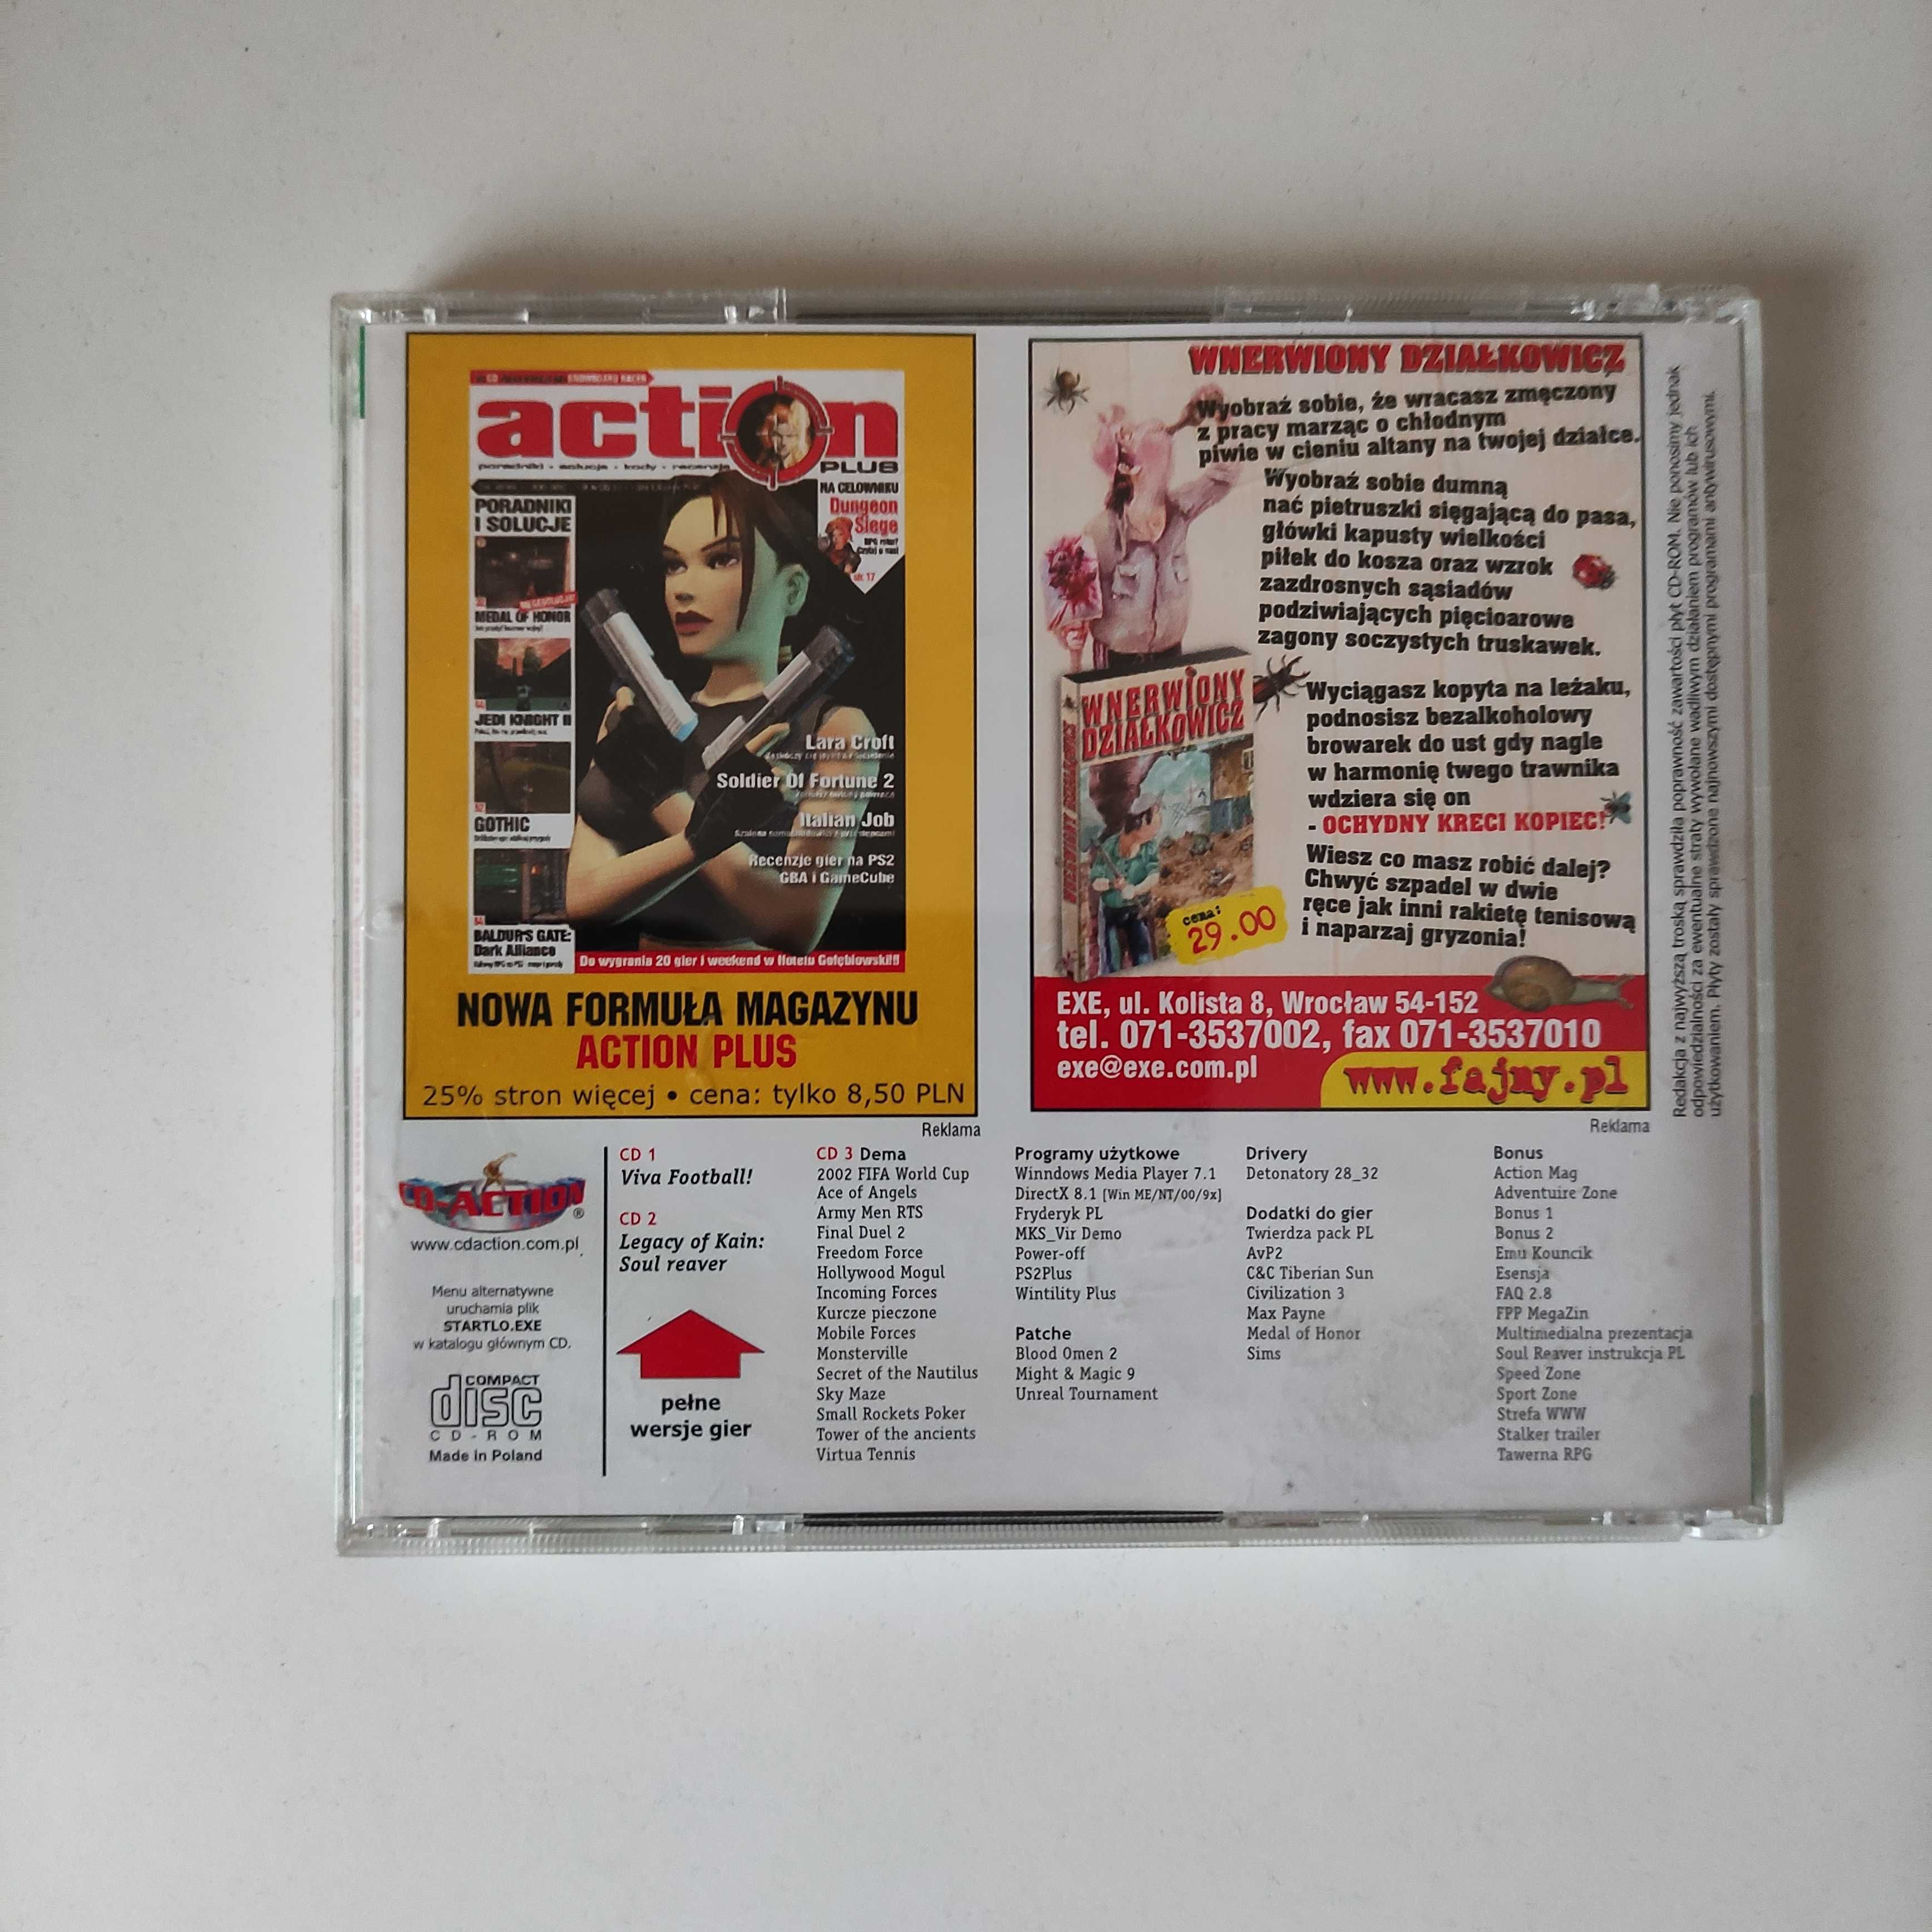 action
PLUS
poradniki - solucje - kody - recenzje
NA CELOWNIKU
Dungeon
Siege
str. 17
PORADNIKI
I SOLUCJE
MEDAL OF HONOR
JEDI KNIGHT II
GOTHIC
BALDUR'S GATE:
Dark Alliance
Lara Croft
Soldier Of Fortune 2
Italian Job
Recenzje gier na PS2
GBA i GameCube
Do wygrania 20 gier i weekend w Hotelu Gołębiowski!!!
NOWA FORMUŁA MAGAZYNU
ACTION PLUS
25% stron więcej • cena: tylko 8,50 PLN
Reklama
WNERWIONY DZIAŁKOWICZ
Wyobraź sobie, że wracasz zmęczony
z pracy marząc o chłodnym
piwie w cieniu altany na twojej działce.
Wyobraź sobie dumną
nać pietruszki sięgającą do pasa,
główki kapusty wielkości
piłek do kosza oraz wzrok
zazdrosnych sąsiadów
podziwiających pięcioarowe
zagony soczystych truskawek.
Wyciągasz kopyta na leżaku,
podnosisz bezalkoholowy
browarek do ust gdy nagle
w harmonię twego trawnika
wdziera się on
- OCHYDNY KRECI KOPIEC!
Wiesz co masz robić dalej?
Chwyć szpadel w dwie
ręce jak inni rakietę tenisową
i naparzaj gryzonia!
WNERWIONY
DZIAŁKOWICZ
WNERWIONY DZIAŁKOWICZ
cena:
29.00
EXE, ul. Kolista 8, Wrocław 54-152
tel. 071-3537002, fax 071-3537010
exe@exe.com.pl
www.fajny.pl
Reklama
Redakcja z najwyższą troską sprawdziła poprawność zawartości płyt CD-ROM. Nie ponosimy jednak
odpowiedzialności za ewentualne straty wywołane wadliwym działaniem programów lub ich
użytkowaniem. Płyty zostały sprawdzone najnowszymi dostępnymi programami antywirusowymi.
CD-ACTION
®
www.cdaction.com.pl
Menu alternatywne
uruchamia plik
STARTLO.EXE
w katalogu głównym CD.
COMPACT
disc
CD-ROM
Made in Poland
CD 1
Viva Football!
CD 2
Legacy of Kain:
Soul reaver
pełne
wersje gier
CD 3 Dema
2002 FIFA World Cup
Ace of Angels
Army Men RTS
Final Duel 2
Freedom Force
Hollywood Mogul
Incoming Forces
Kurcze pieczone
Mobile Forces
Monsterville
Secret of the Nautilus
Sky Maze
Small Rockets Poker
Tower of the ancients
Virtua Tennis
Programy użytkowe
Winndows Media Player 7.1
DirectX 8.1 [Win ME/NT/00/9x]
Fryderyk PL
MKS_Vir Demo
Power-off
PS2Plus
Wintility Plus
Patche
Blood Omen 2
Might & Magic 9
Unreal Tournament
Drivery
Detonatory 28_32
Dodatki do gier
Twierdza pack PL
AvP2
C&C Tiberian Sun
Civilization 3
Max Payne
Medal of Honor
Sims
Bonus
Action Mag
Adventuire Zone
Bonus 1
Bonus 2
Emu Kouncik
Esensja
FAQ 2.8
FPP MegaZin
Multimedialna prezentacja
Soul Reaver instrukcja PL
Speed Zone
Sport Zone
Strefa WWW
Stalker trailer
Tawerna RPG